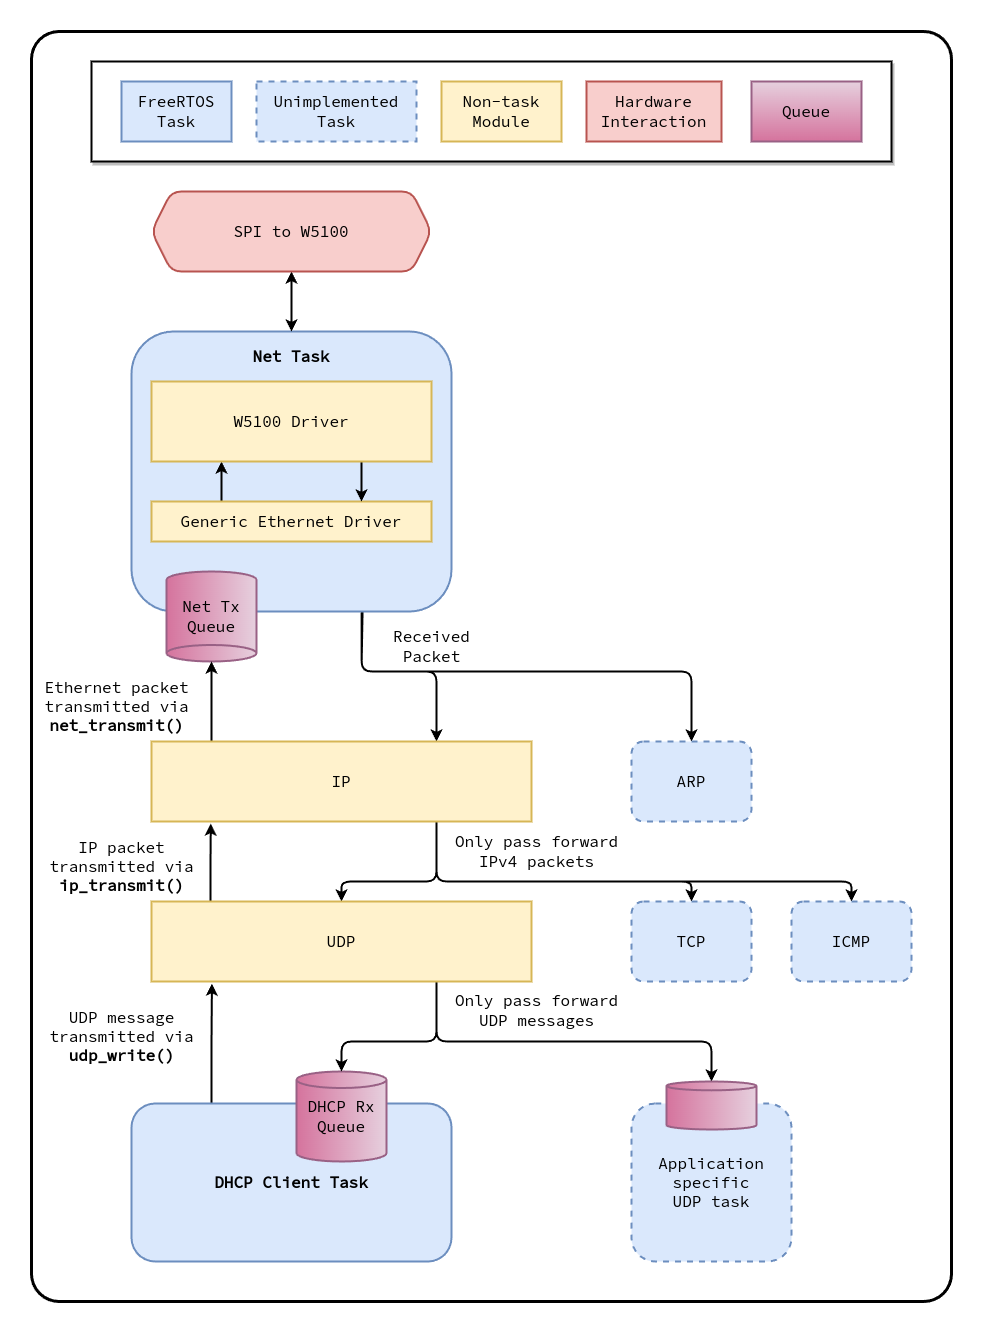 FreeRTOS
Task
Unimplemented
Task
Non-task
Module
Hardware
Interaction
Queue
SPI to W5100
Net Task
W5100 Driver
Generic Ethernet Driver
Net Tx
Queue
Received
Packet
Ethernet packet
transmitted via
net_transmit()
IP
ARP
IP packet
transmitted via
ip_transmit()
Only pass forward
IPv4 packets
UDP
TCP
ICMP
UDP message
transmitted via
udp_write()
Only pass forward
UDP messages
DHCP Rx
Queue
DHCP Client Task
Application
specific
UDP task